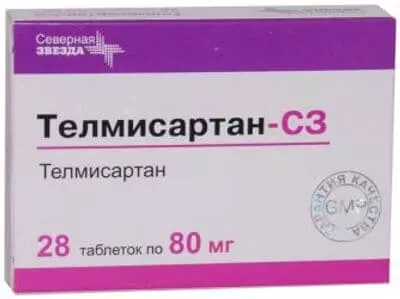 Северная
ЗВЕЗДА
Телмисартан-СЗ
Телмисартан
28 таблеток по 80 мг
ГАРАНТИЯ КАЧЕСТВА
GMP